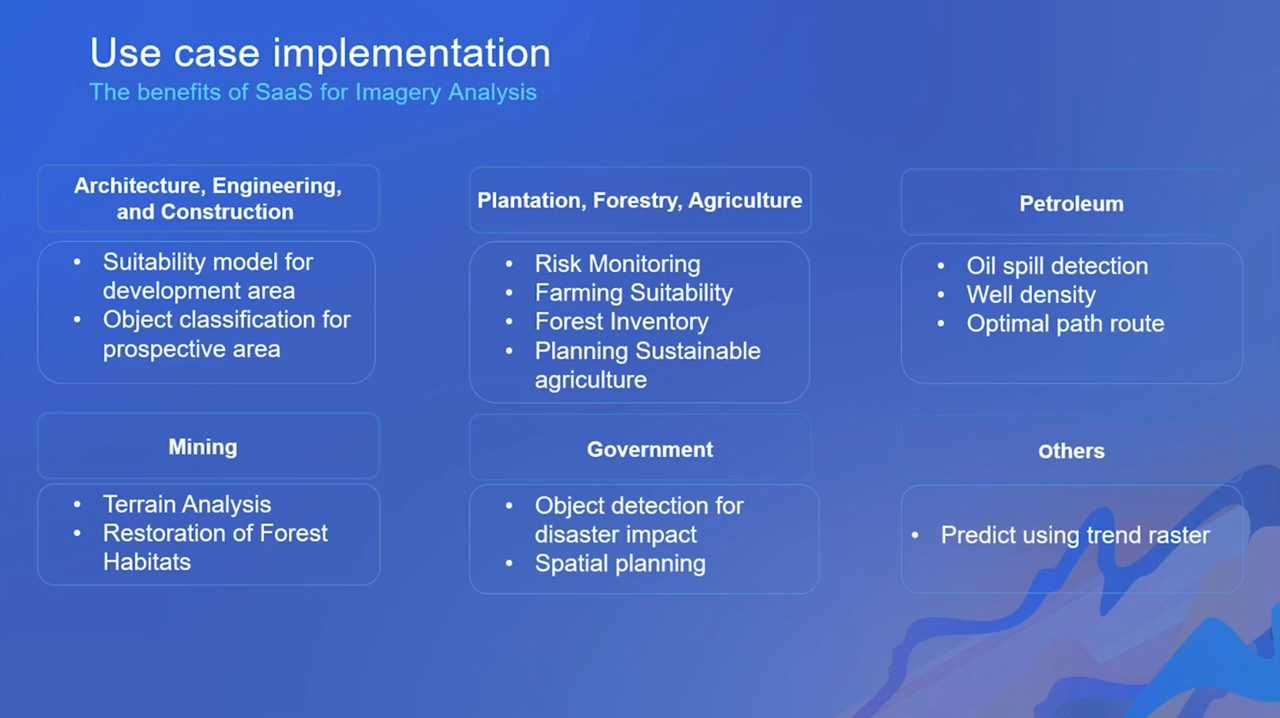 Use case implementation
The benefits of SaaS for Imagery Analysis
Architecture, Engineering,
and Construction
• Suitability model for
development area
• Object classification for
prospective area
Plantation, Forestry, Agriculture
• Risk Monitoring
• Farming Suitability
• Forest Inventory
• Planning Sustainable
agriculture
Petroleum
• Oil spill detection
• Well density
• Optimal path route
Mining
• Terrain Analysis
• Restoration of Forest
Habitats
Government
• Object detection for
disaster impact
• Spatial planning
Others
• Predict using trend raster